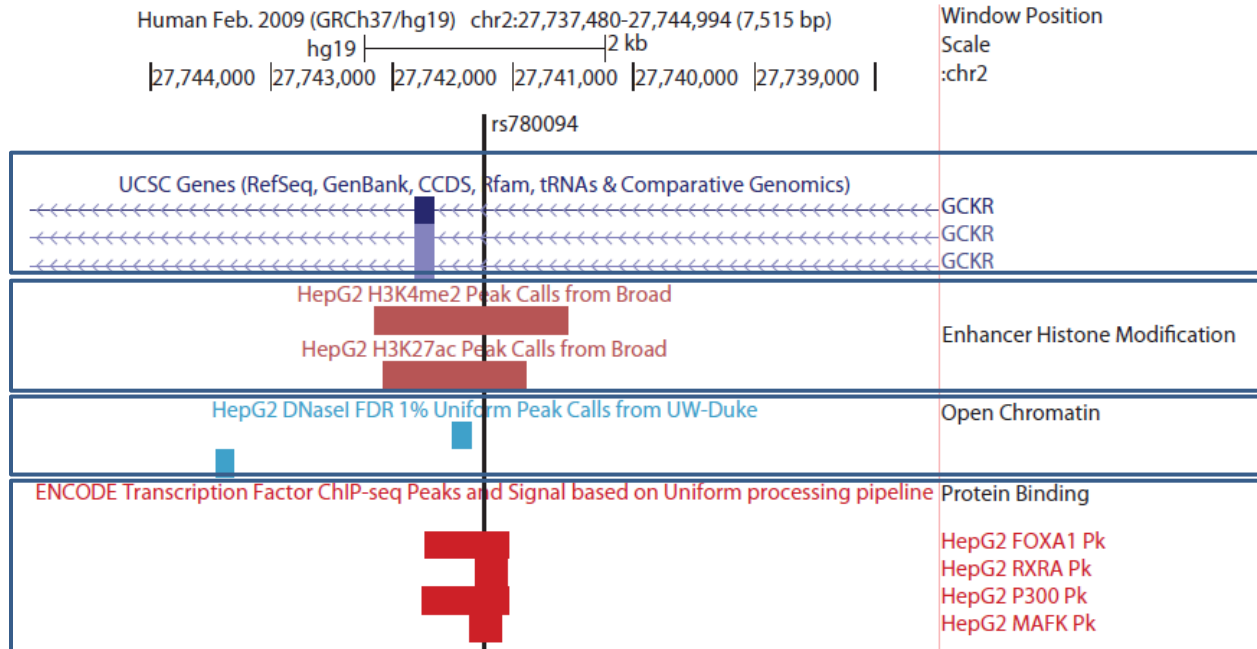 Human Feb. 2009 (GRCh37/hg19) chr2:27,737,480-27,744,994 (7,515 bp) Window Position
hg19 2 kb Scale
27,744,000 27,743,000 27,742,000 27,741,000 27,740,000 27,739,000 :chr2
rs780094
UCSC Genes (RefSeq, GenBank, CCDS, Rfam, tRNAs & Comparative Genomics)
GCKR
GCKR
GCKR
HepG2 H3K4me2 Peak Calls from Broad
HepG2 H3K27ac Peak Calls from Broad
Enhancer Histone Modification
HepG2 DNaseI FDR 1% Uniform Peak Calls from UW-Duke Open Chromatin
ENCODE Transcription Factor ChIP-seq Peaks and Signal based on Uniform processing pipeline Protein Binding
HepG2 FOXA1 Pk
HepG2 RXRA Pk
HepG2 P300 Pk
HepG2 MAFK Pk